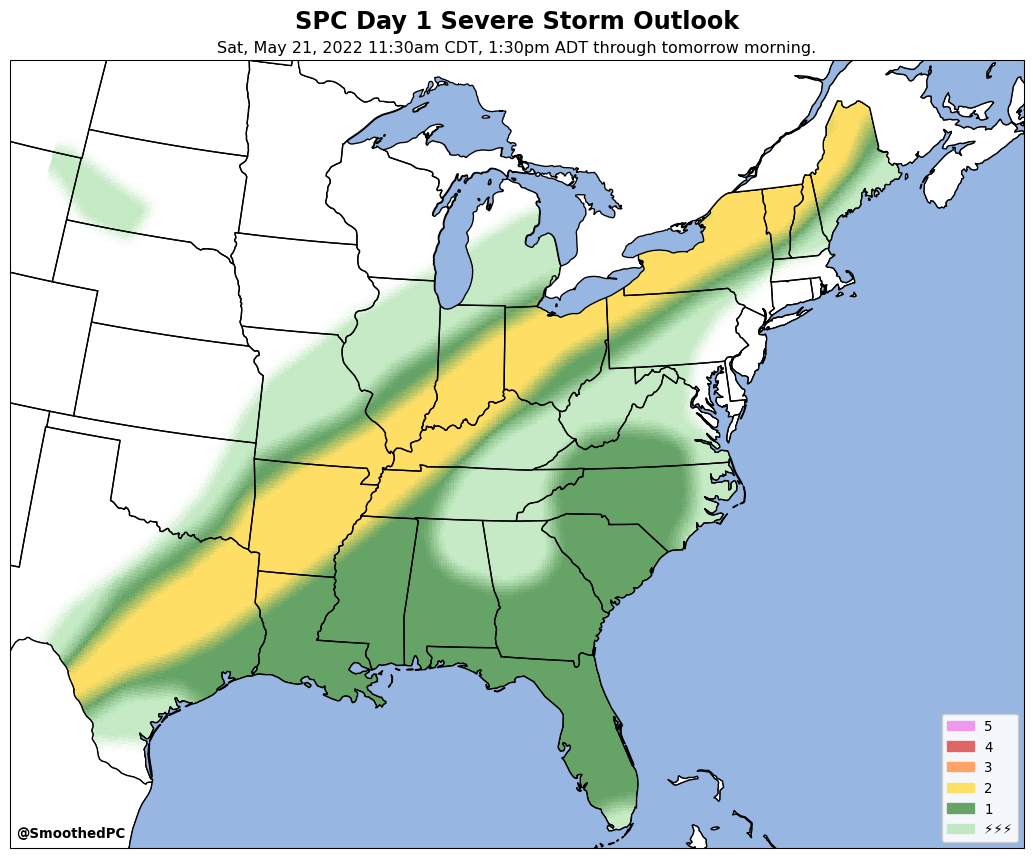 SPC Day 1 Severe Storm Outlook
Sat, May 21, 2022 11:30am CDT, 1:30pm ADT through tomorrow morning.
5
4
3
2
1
⚡⚡⚡
@SmoothedPC